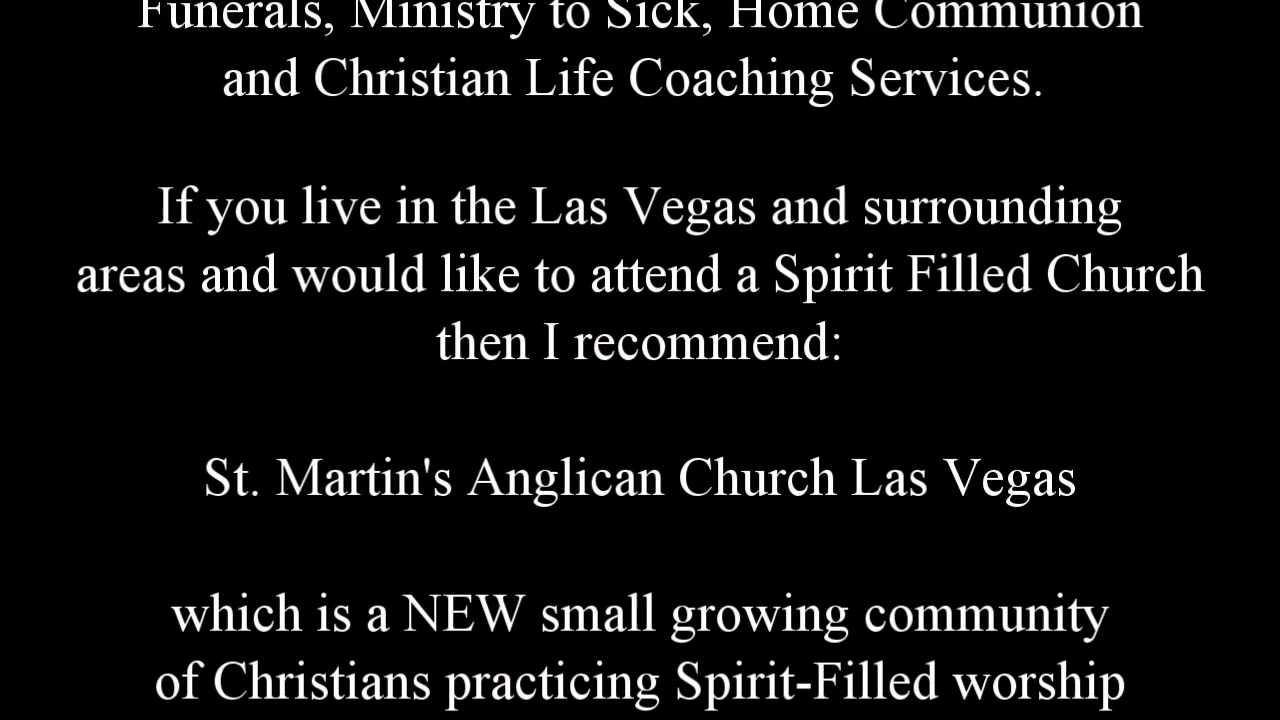 Funerals, Ministry to Sick, Home Communion
and Christian Life Coaching Services.
If you live in the Las Vegas and surrounding
areas and would like to attend a Spirit Filled Church
then I recommend:
St. Martin's Anglican Church Las Vegas
which is a NEW small growing community
of Christians practicing Spirit-Filled worship